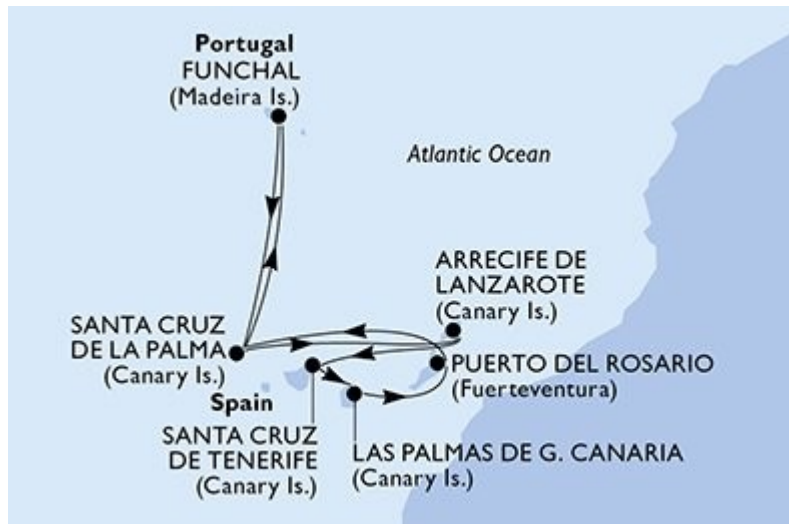 Portugal
FUNCHAL
(Madeira Is.)
Atlantic Ocean
ARRECIFE DE
LANZAROTE
(Canary Is.)
SANTA CRUZ
DE LA PALMA
(Canary Is.)
PUERTO DEL ROSARIO
(Fuerteventura)
Spain
SANTA CRUZ
DE TENERIFE
(Canary Is.)
LAS PALMAS DE G. CANARIA
(Canary Is.)